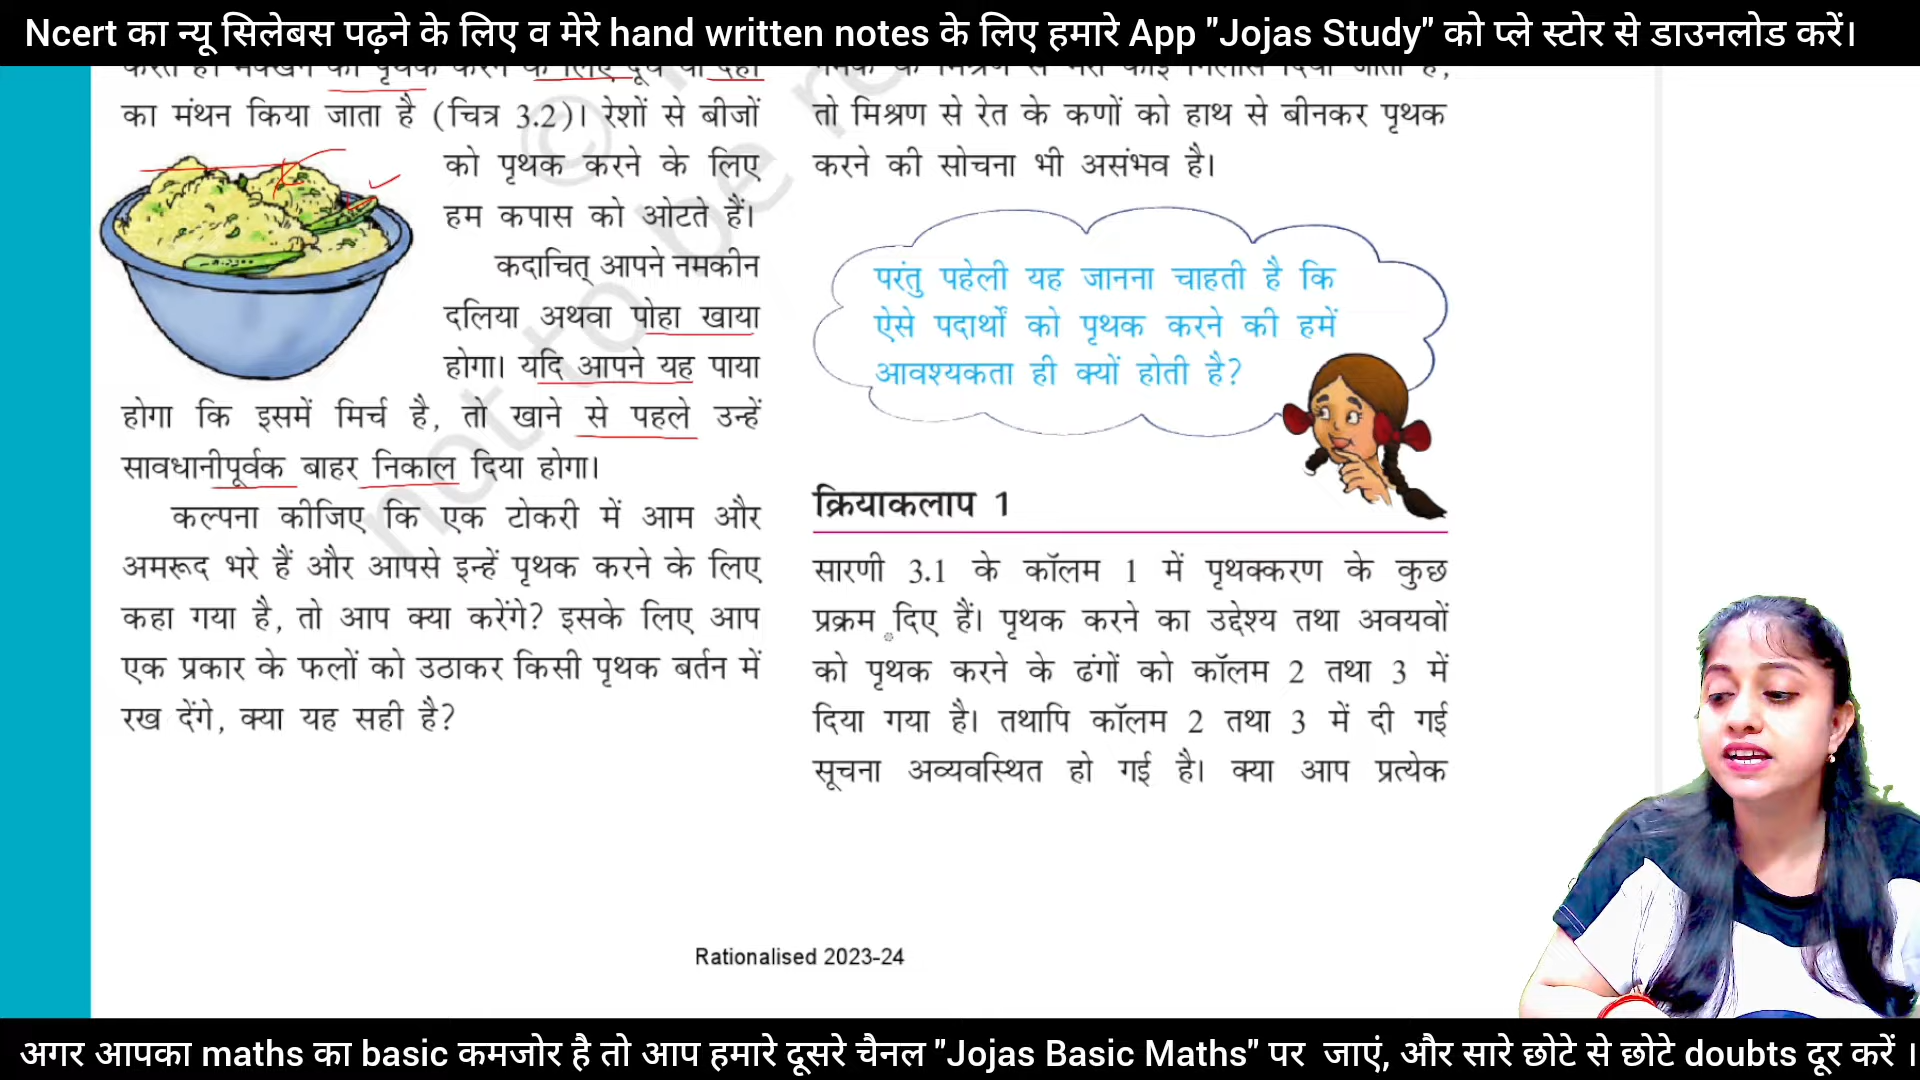 Ncert का न्यू सिलेबस पढ़ने के लिए व मेरे hand written notes के लिए हमारे App "Jojas Study" को प्ले स्टोर से डाउनलोड करें।
का मंथन किया जाता है (चित्र 3.2)। रेशों से बीजों
को पृथक करने के लिए
हम कपास को ओटते हैं।
कदाचित् आपने नमकीन
दलिया अथवा पोहा खाया
होगा। यदि आपने यह पाया
होगा कि इसमें मिर्च है, तो खाने से पहले उन्हें
सावधानीपूर्वक बाहर निकाल दिया होगा।
कल्पना कीजिए कि एक टोकरी में आम और
अमरूद भरे हैं और आपसे इन्हें पृथक करने के लिए
कहा गया है, तो आप क्या करेंगे? इसके लिए आप
एक प्रकार के फलों को उठाकर किसी पृथक बर्तन में
रख देंगे, क्या यह सही है?
तो मिश्रण से रेत के कणों को हाथ से बीनकर पृथक
करने की सोचना भी असंभव है।
परंतु पहेली यह जानना चाहती है कि
ऐसे पदार्थों को पृथक करने की हमें
आवश्यकता ही क्यों होती है?
क्रियाकलाप 1
सारणी 3.1 के कॉलम 1 में पृथक्करण के कुछ
प्रक्रम दिए हैं। पृथक करने का उद्देश्य तथा अवयवों
को पृथक करने के ढंगों को कॉलम 2 तथा 3 में
दिया गया है। तथापि कॉलम 2 तथा 3 में दी गई
सूचना अव्यवस्थित हो गई है। क्या आप प्रत्येक
not to be re
Rationalised 2023-24
अगर आपका maths का basic कमजोर है तो आप हमारे दूसरे चैनल "Jojas Basic Maths" पर जाएं, और सारे छोटे से छोटे doubts दूर करें ।